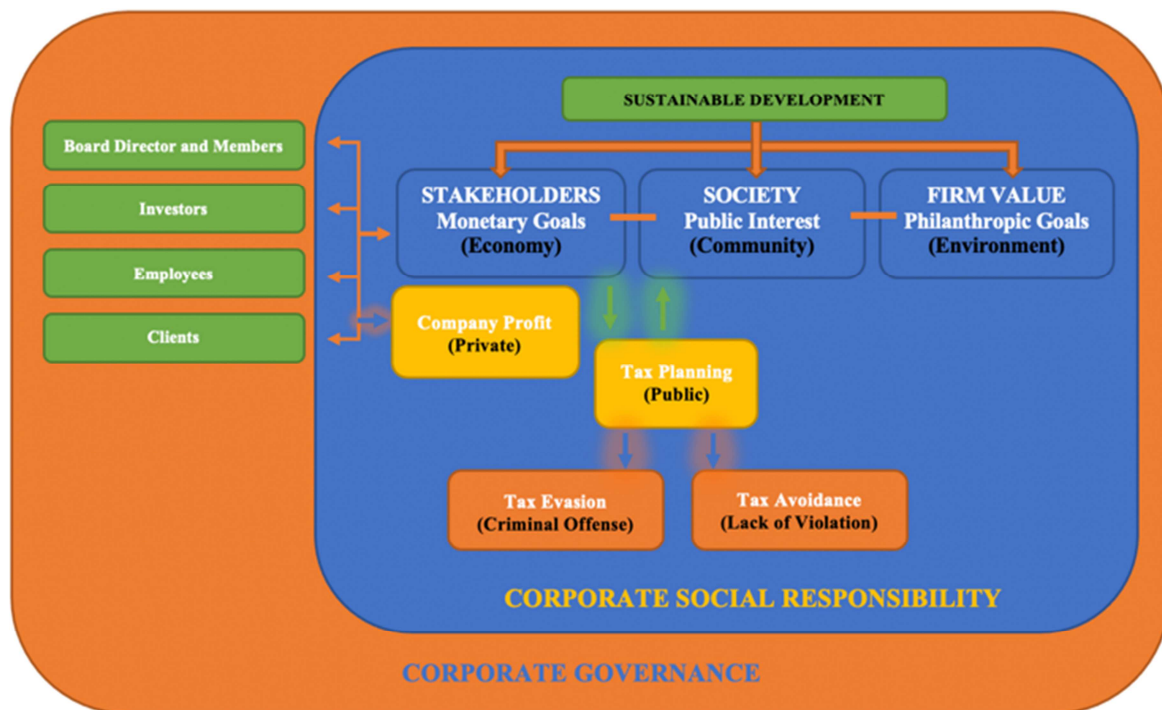 SUSTAINABLE DEVELOPMENT
Board Director and Members
Investors
Employees
Clients
STAKEHOLDERS
Monetary Goals
(Economy)
SOCIETY
Public Interest
(Community)
FIRM VALUE
Philanthropic Goals
(Environment)
Company Profit
(Private)
Tax Planning
(Public)
Tax Evasion
(Criminal Offense)
Tax Avoidance
(Lack of Violation)
CORPORATE SOCIAL RESPONSIBILITY
CORPORATE GOVERNANCE